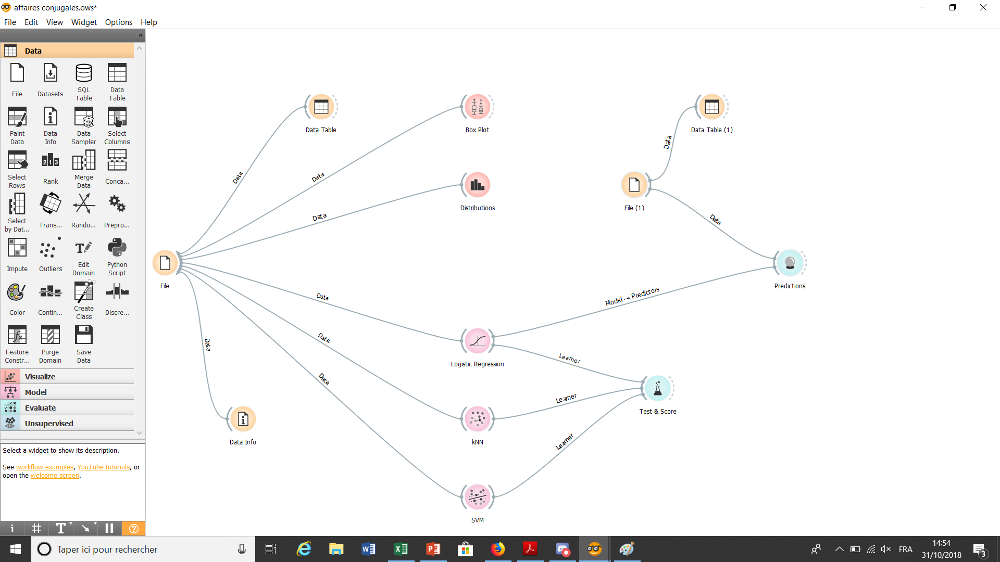 affaires conjugales.ows*
File Edit View Widget Options Help
«
Data
File Datasets SQL Table Data Table
Paint Data Data Info Data Sampler Select Columns
Select Rows Rank Merge Data Conca...
Select by Dat... Trans... Rando... Prepro...
Impute Outliers Edit Domain Python Script
Color Contin... Create Class Discre...
Feature Constr... Purge Domain Save Data
Visualize
Model
Evaluate
Unsupervised
Select a widget to show its description.
See workflow examples, YouTube tutorials, or
open the welcome screen.
Data Table
Box Plot
Data Table (1)
Data
Data
Data
Distributions
File (1)
Data
Data
File
Predictions
Data
Model → Predictors
Data
Data
Logistic Regression
Learner
Data
Learner
Test & Score
Data Info
kNN
Learner
SVM
Taper ici pour rechercher
FRA
14:54
31/10/2018
3